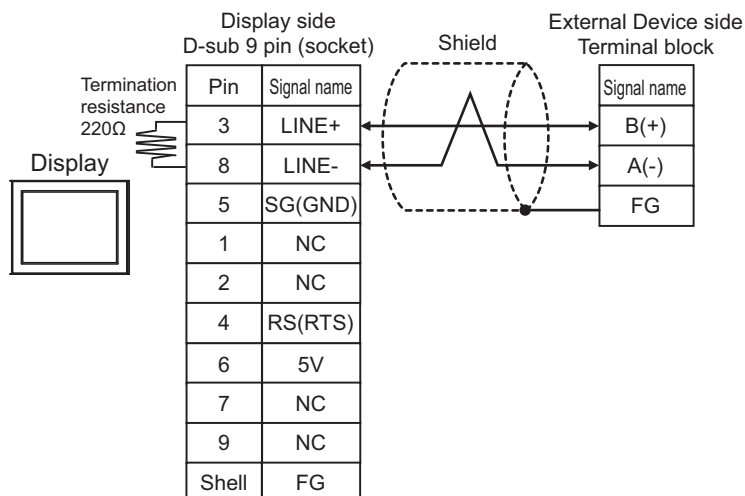 Display side
D-sub 9 pin (socket)
Shield
External Device side
Terminal block
Termination
resistance
220Ω
Display
Pin Signal name
3 LINE+
8 LINE-
5 SG(GND)
1 NC
2 NC
4 RS(RTS)
6 5V
7 NC
9 NC
Shell FG
Signal name
B(+)
A(-)
FG